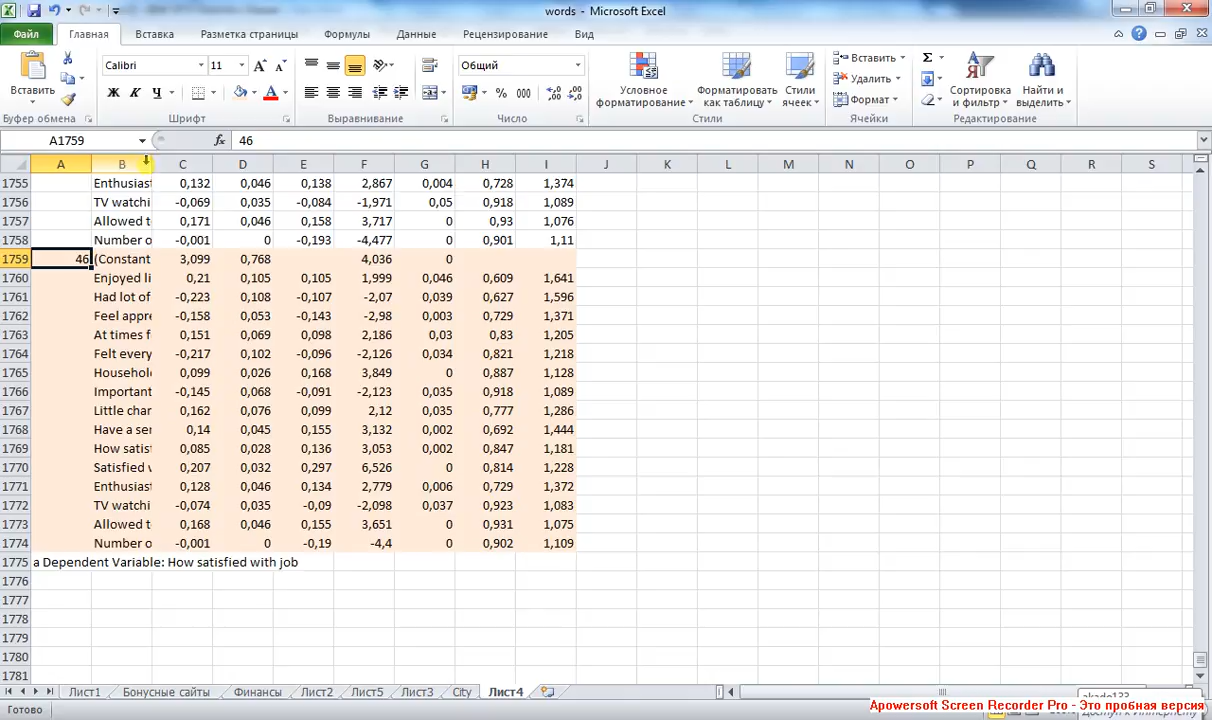 words - Microsoft Excel
Файл Главная Вставка Разметка страницы Формулы Данные Рецензирование Вид
Вставить
Буфер обмена
Calibri 11
Ж К Ч
Шрифт
Выравнивание
Общий
% 000
Число
Условное форматирование
Форматировать как таблицу
Стили ячеек
Стили
Вставить
Удалить
Формат
Ячейки
Σ
Сортировка и фильтр
Найти и выделить
Редактирование
A1759 fx 46
A B C D E F G H I J K L M N O P Q R S
1755 Enthusiast 0,132 0,046 0,138 2,867 0,004 0,728 1,374
1756 TV watchi -0,069 0,035 -0,084 -1,971 0,05 0,918 1,089
1757 Allowed t 0,171 0,046 0,158 3,717 0 0,93 1,076
1758 Number o -0,001 0 -0,193 -4,477 0 0,901 1,11
1759 46 (Constant 3,099 0,768 4,036 0
1760 Enjoyed li 0,21 0,105 0,105 1,999 0,046 0,609 1,641
1761 Had lot of -0,223 0,108 -0,107 -2,07 0,039 0,627 1,596
1762 Feel appre -0,158 0,053 -0,143 -2,98 0,003 0,729 1,371
1763 At times f 0,151 0,069 0,098 2,186 0,03 0,83 1,205
1764 Felt every -0,217 0,102 -0,096 -2,126 0,034 0,821 1,218
1765 Househol 0,099 0,026 0,168 3,849 0 0,887 1,128
1766 Important -0,145 0,068 -0,091 -2,123 0,035 0,918 1,089
1767 Little char 0,162 0,076 0,099 2,12 0,035 0,777 1,286
1768 Have a ser 0,14 0,045 0,155 3,132 0,002 0,692 1,444
1769 How satis 0,085 0,028 0,136 3,053 0,002 0,847 1,181
1770 Satisfied v 0,207 0,032 0,297 6,526 0 0,814 1,228
1771 Enthusiast 0,128 0,046 0,134 2,779 0,006 0,729 1,372
1772 TV watchi -0,074 0,035 -0,09 -2,098 0,037 0,923 1,083
1773 Allowed t 0,168 0,046 0,155 3,651 0 0,931 1,075
1774 Number o -0,001 0 -0,19 -4,4 0 0,902 1,109
1775 a Dependent Variable: How satisfied with job
1776
1777
1778
1779
1780
1781
Лист1 Бонусные сайты Финансы Лист2 Лист5 Лист3 City Лист4
Готово
Apowersoft Screen Recorder Pro - Это пробная версия